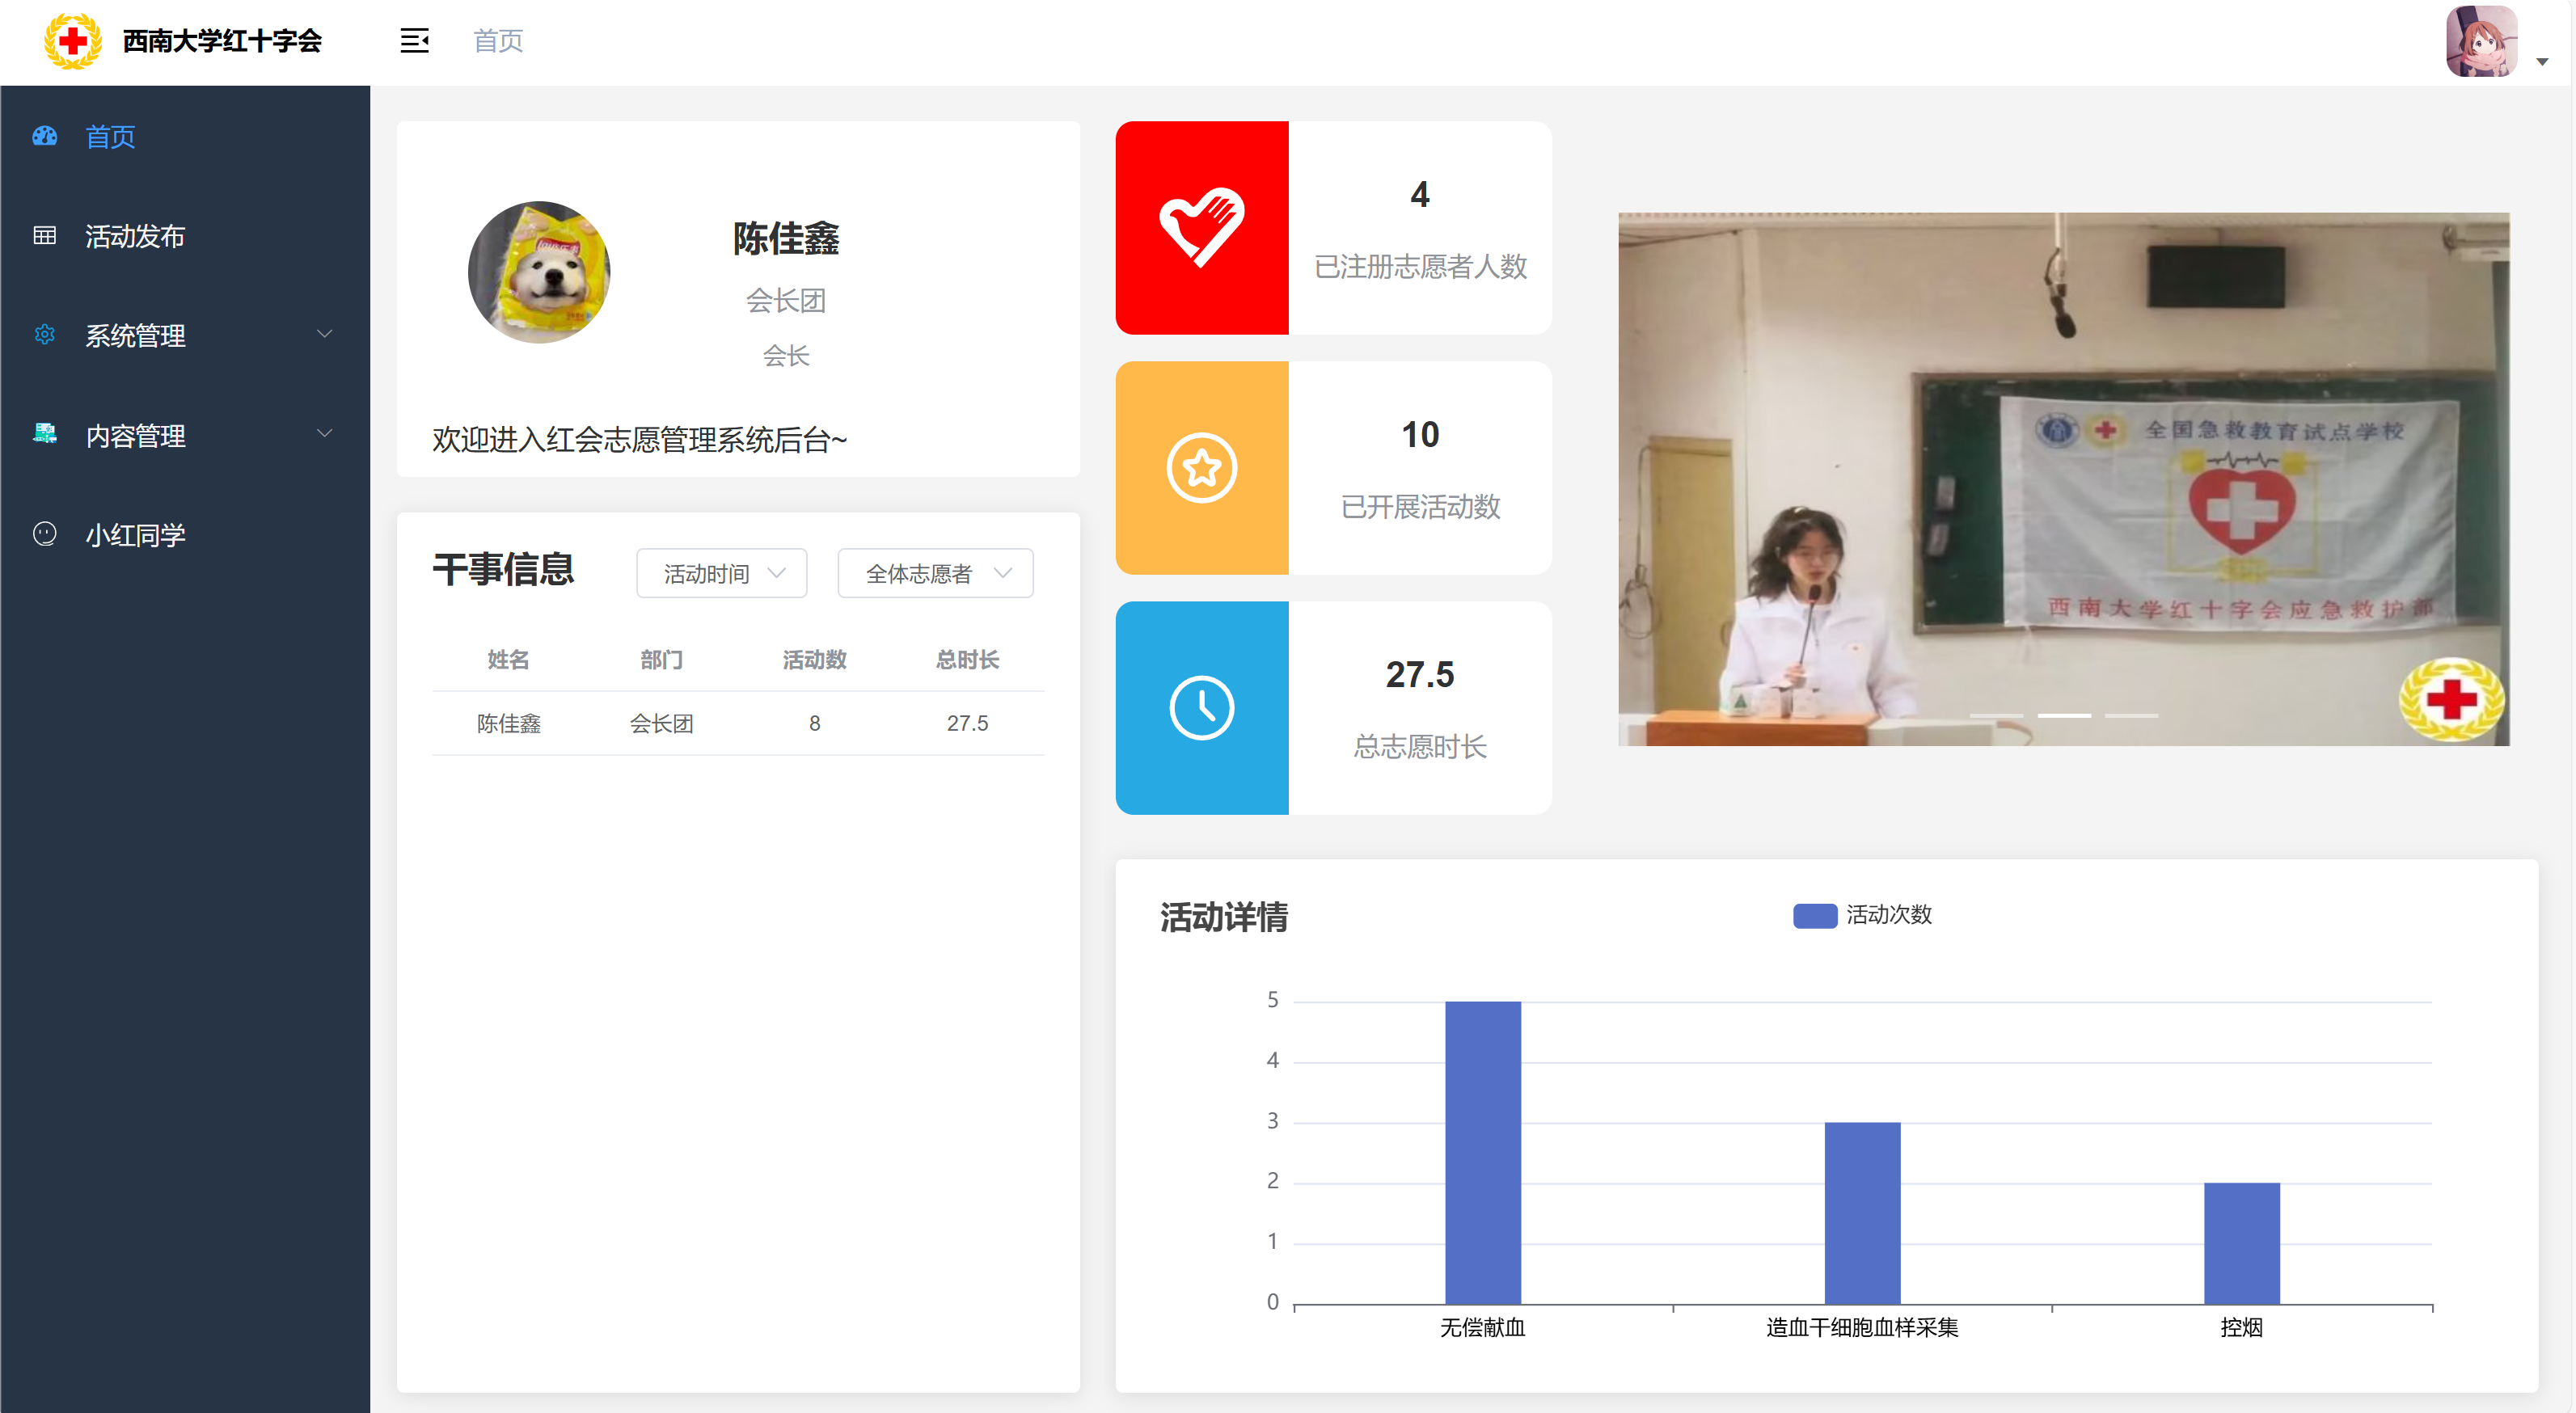 西南大学红十字会
首页
首页
活动发布
系统管理
内容管理
小红同学
陈佳鑫
会长团
会长
欢迎进入红会志愿管理系统后台~
干事信息
活动时间
全体志愿者
姓名 部门 活动数 总时长
陈佳鑫 会长团 8 27.5
4
已注册志愿者人数
10
已开展活动数
27.5
总志愿时长
全国急救教育试点学校
西南大学红十字会应急救护部
活动详情
活动次数
5
4
3
2
1
0
无偿献血 造血干细胞血样采集 控烟